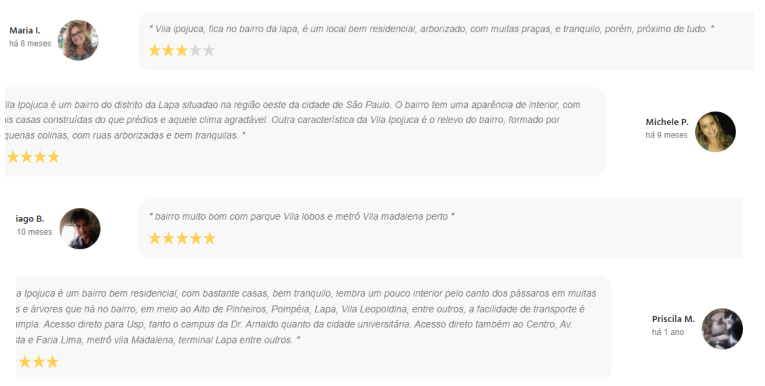 Maria I.
há 8 meses
" Vila ipojuca, fica no bairro da lapa, é um local bem residencial, arborizado, com muitas praças, e tranquilo, porém, próximo de tudo. "
ila Ipojuca é um bairro do distrito da Lapa situadao na região oeste da cidade de São Paulo. O bairro tem uma aparência de interior, com
is casas construídas do que prédios e aquele clima agradável. Outra característica da Vila Ipojuca é o relevo do bairro, formado por
quenas colinas, com ruas arborizadas e bem tranquilas. "
Michele P.
há 9 meses
iago B.
10 meses
" bairro muito bom com parque Vila lobos e metrô Vila madalena perto "
a Ipojuca é um bairro bem residencial, com bastante casas, bem tranquilo, lembra um pouco interior pelo canto dos pássaros em muitas
s e árvores que há no bairro, em meio ao Alto de Pinheiros, Pompéia, Lapa, Vila Leopoldina, entre outros, a facilidade de transporte é
mpla. Acesso direto para Usp, tanto o campus da Dr. Arnaldo quanto da cidade universitária. Acesso direto também ao Centro, Av.
sta e Faria Lima, metrô vila Madalena, terminal Lapa entre outros. "
Priscila M.
há 1 ano